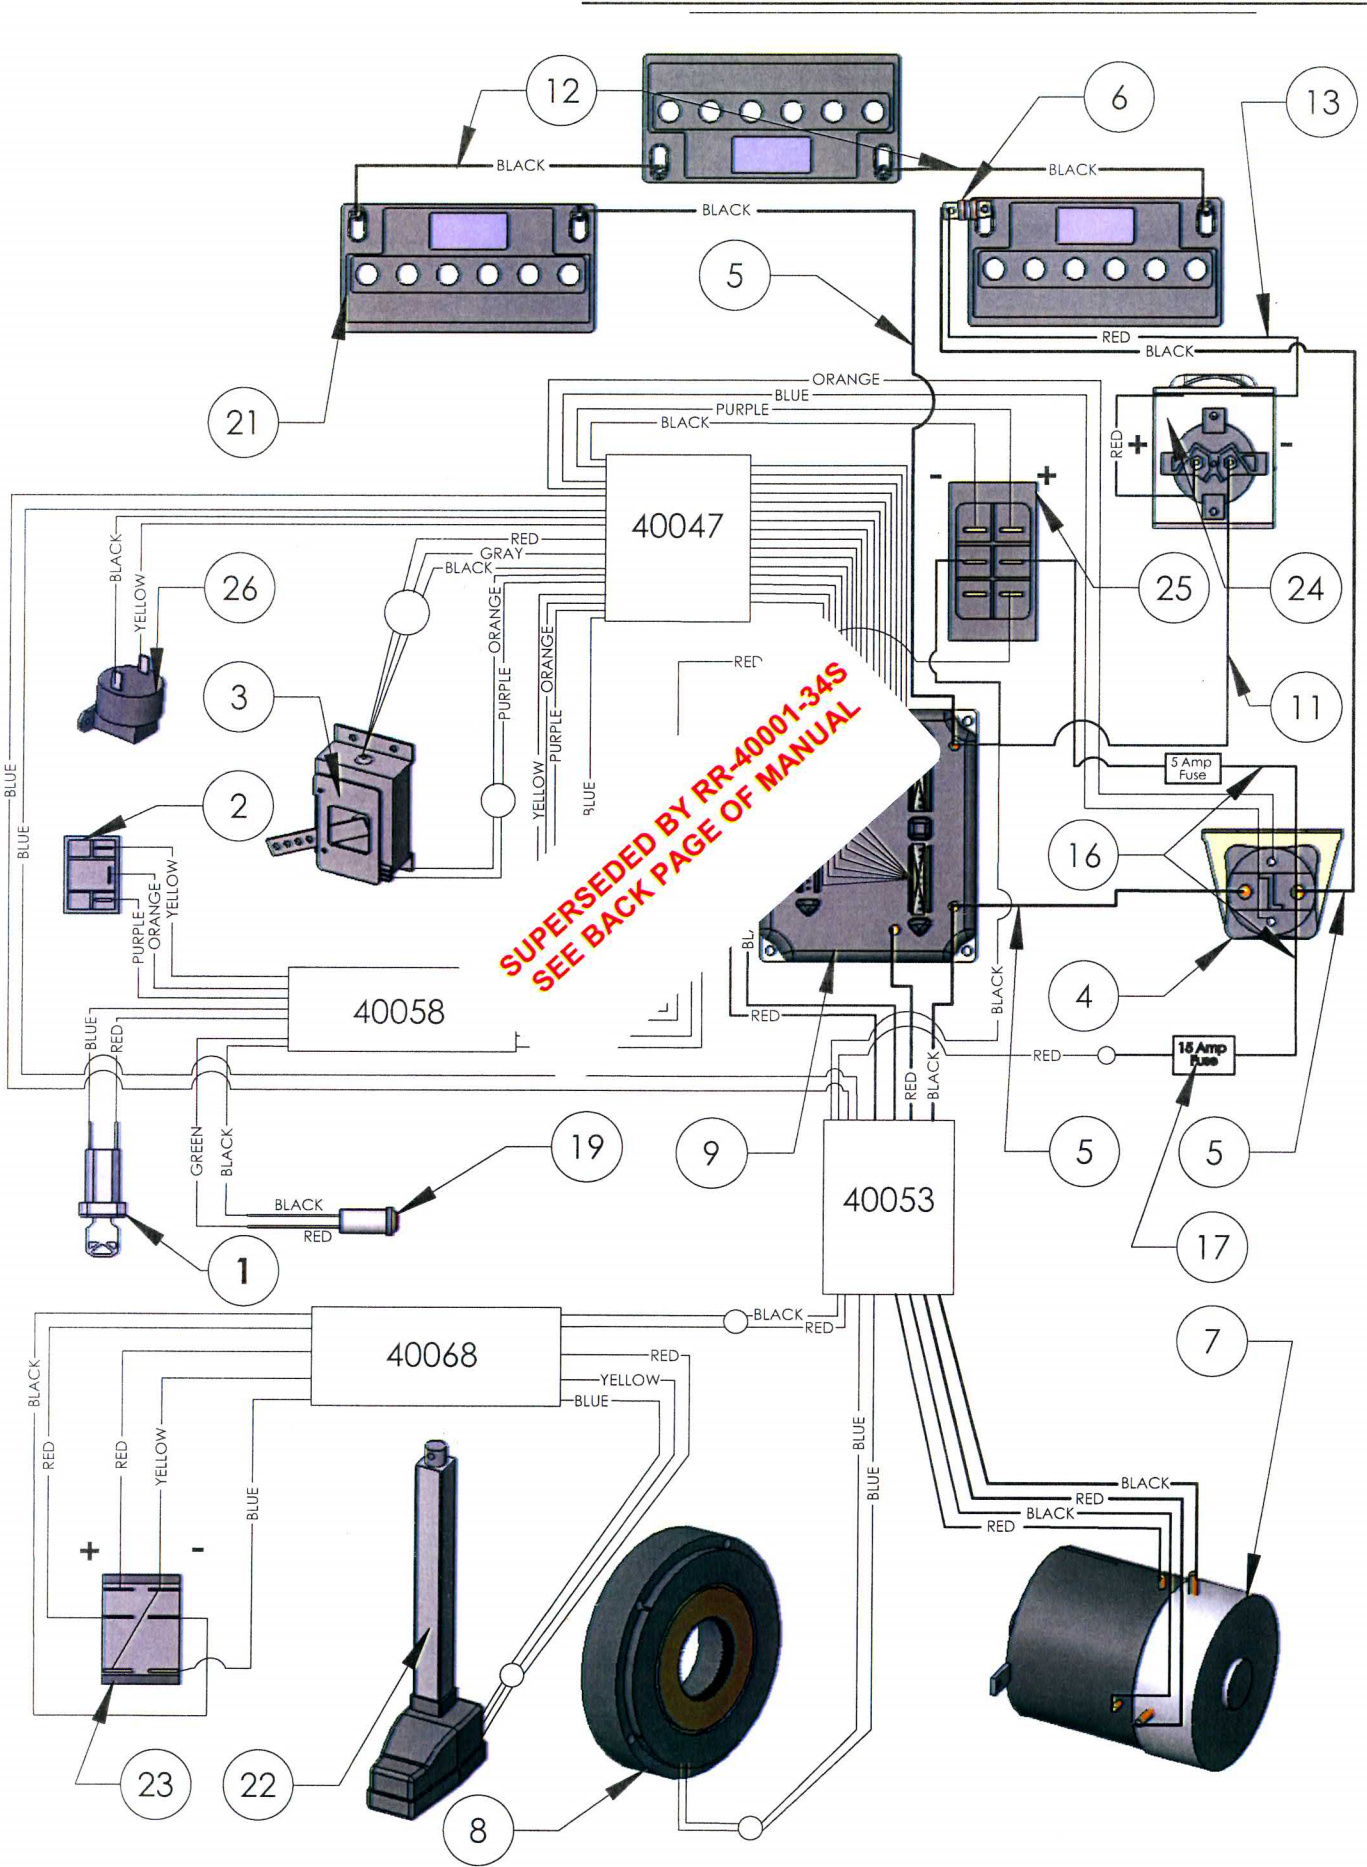 12
6
13
BLACK
BLACK
BLACK
5
RED
BLACK
21
ORANGE
BLUE
PURPLE
BLACK
RED
+
-
-
+
40047
RED
GRAY
BLACK
BLACK
YELLOW
26
25
24
ORANGE
PURPLE
YELLOW
ORANGE
PURPLE
BLUE
RED
3
11
BLUE
BLUE
5 Amp
Fuse
2
16
SUPERSEDED BY RR-40001-34S
SEE BACK PAGE OF MANUAL
YELLOW
ORANGE
PURPLE
40058
4
BLACK
BLUE
RED
RED
RED
BLACK
RED
15 Amp
Fuse
GREEN
BLACK
19
9
5
5
40053
BLACK
RED
1
17
BLACK
RED
40068
7
RED
YELLOW
BLUE
BLACK
RED
RED
YELLOW
BLUE
BLUE
BLUE
BLACK
RED
BLACK
RED
+
-
23
22
8